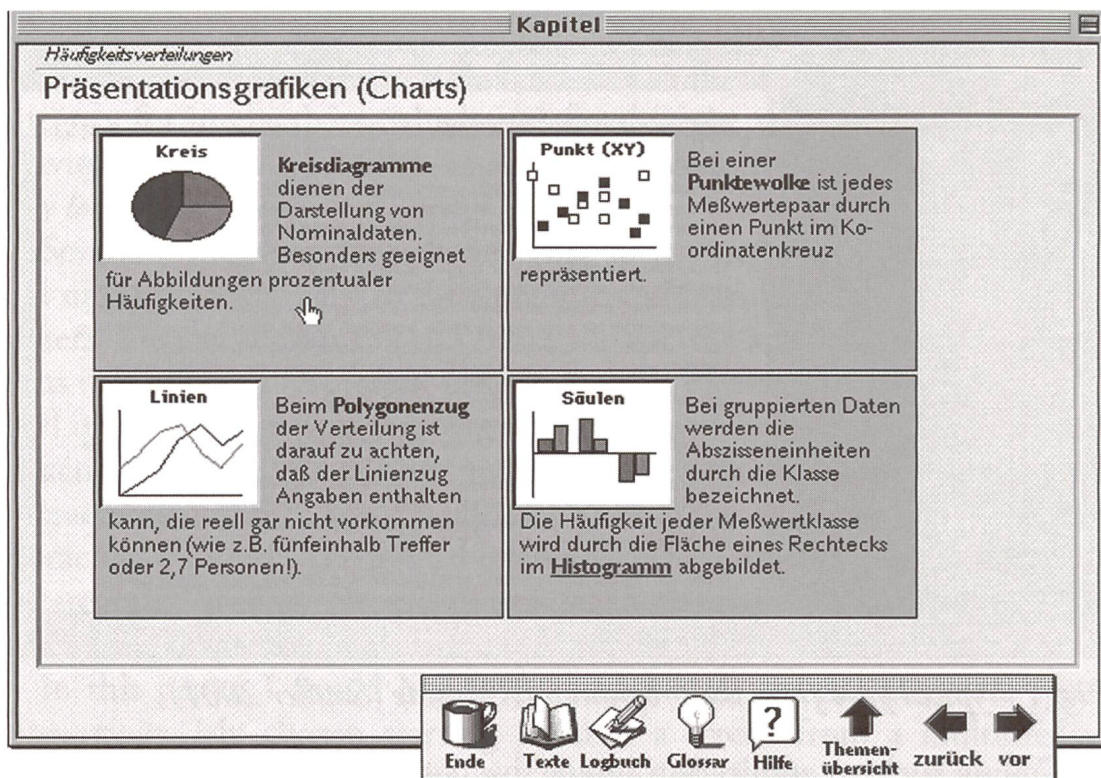 Kapitel
Häufigkeitsverteilungen
Präsentationsgrafiken (Charts)
Kreis
Kreisdiagramme
dienen der
Darstellung von
Nominaldaten.
Besonders geeignet
für Abbildungen prozentualer
Häufigkeiten.
Punkt (XY)
Bei einer
Punktewolke ist jedes
Meßwertepaar durch
einen Punkt im Ko-
ordinatenkreuz
repräsentiert.
Linien
Beim Polygonenzug
der Verteilung ist
darauf zu achten,
daß der Linienzug
Angaben enthalten
kann, die reell gar nicht vorkommen
können (wie z.B. fünfeinhalb Treffer
oder 2,7 Personen!).
Säulen
Bei gruppierten Daten
werden die
Abszisseneinheiten
durch die Klasse
bezeichnet.
Die Häufigkeit jeder Meßwertklasse
wird durch die Fläche eines Rechtecks
im Histogramm abgebildet.
Ende
Texte
Logbuch
Glossar
?
Hilfe
Themen-
übersicht
zurück
vor